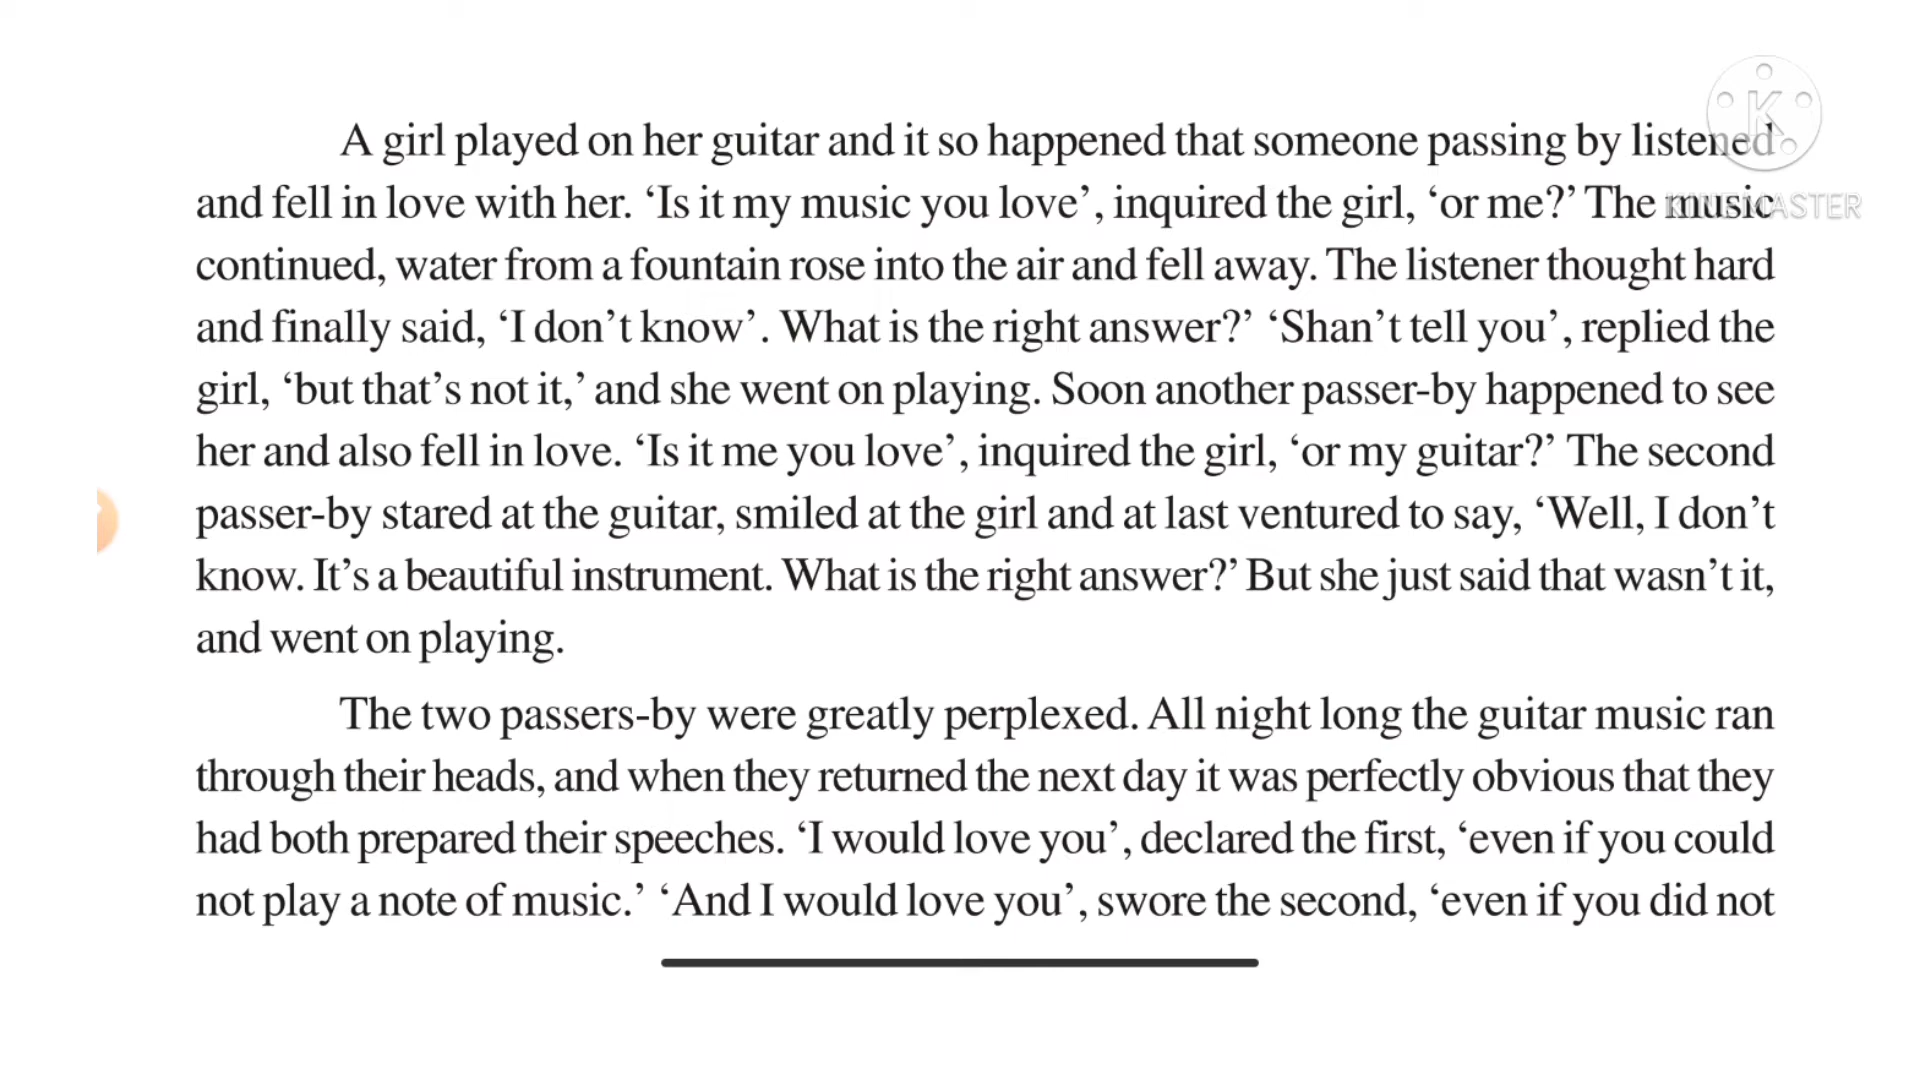 A girl played on her guitar and it so happened that someone passing by listened
and fell in love with her. ‘Is it my music you love’, inquired the girl, ‘or me?’ The music
continued, water from a fountain rose into the air and fell away. The listener thought hard
and finally said, ‘I don’t know’. What is the right answer?’ ‘Shan’t tell you’, replied the
girl, ‘but that’s not it,’ and she went on playing. Soon another passer-by happened to see
her and also fell in love. ‘Is it me you love’, inquired the girl, ‘or my guitar?’ The second
passer-by stared at the guitar, smiled at the girl and at last ventured to say, ‘Well, I don’t
know. It’s a beautiful instrument. What is the right answer?’ But she just said that wasn’t it,
and went on playing.
The two passers-by were greatly perplexed. All night long the guitar music ran
through their heads, and when they returned the next day it was perfectly obvious that they
had both prepared their speeches. ‘I would love you’, declared the first, ‘even if you could
not play a note of music.’ ‘And I would love you’, swore the second, ‘even if you did not
K
KINEMASTER